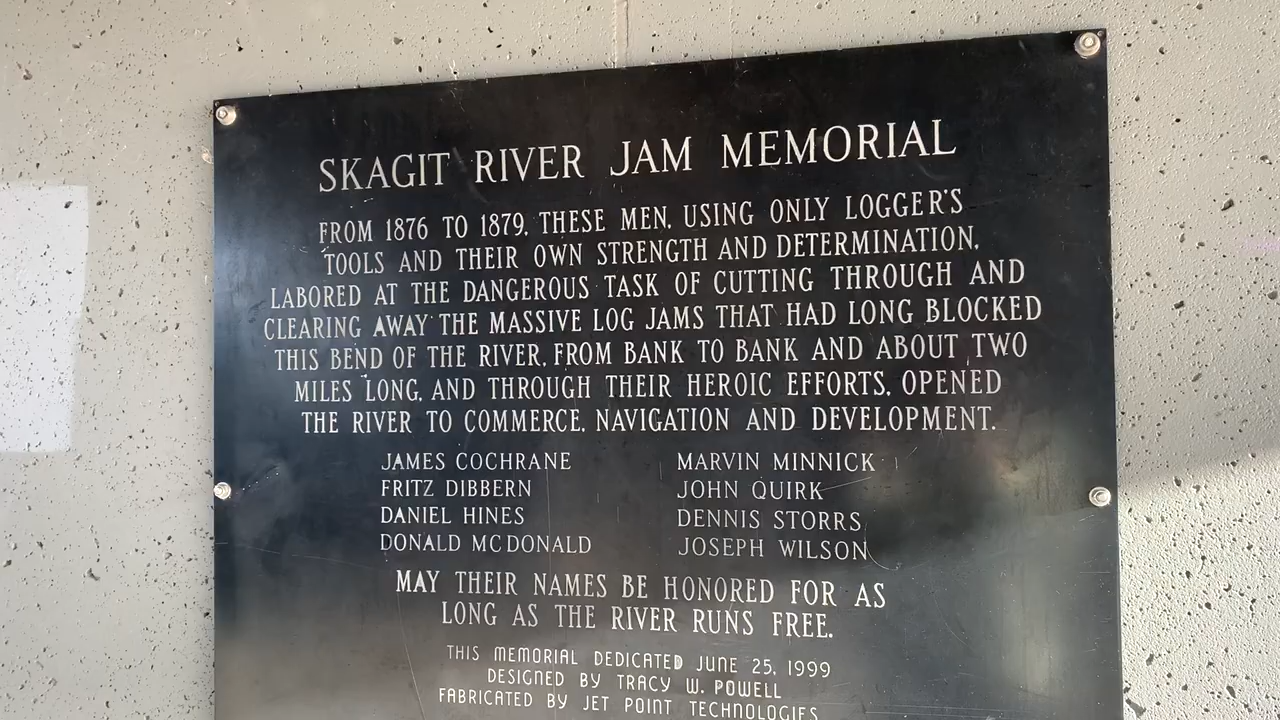 SKAGIT RIVER JAM MEMORIAL
FROM 1876 TO 1879, THESE MEN, USING ONLY LOGGER'S
TOOLS AND THEIR OWN STRENGTH AND DETERMINATION,
LABORED AT THE DANGEROUS TASK OF CUTTING THROUGH AND
CLEARING AWAY THE MASSIVE LOG JAMS THAT HAD LONG BLOCKED
THIS BEND OF THE RIVER, FROM BANK TO BANK AND ABOUT TWO
MILES LONG, AND THROUGH THEIR HEROIC EFFORTS, OPENED
THE RIVER TO COMMERCE, NAVIGATION AND DEVELOPMENT.
JAMES COCHRANE
FRITZ DIBBERN
DANIEL HINES
DONALD MCDONALD
MARVIN MINNICK
JOHN QUIRK
DENNIS STORRS
JOSEPH WILSON
MAY THEIR NAMES BE HONORED FOR AS
LONG AS THE RIVER RUNS FREE.
THIS MEMORIAL DEDICATED JUNE 25, 1999
DESIGNED BY TRACY W. POWELL
FABRICATED BY JET POINT TECHNOLOGIES